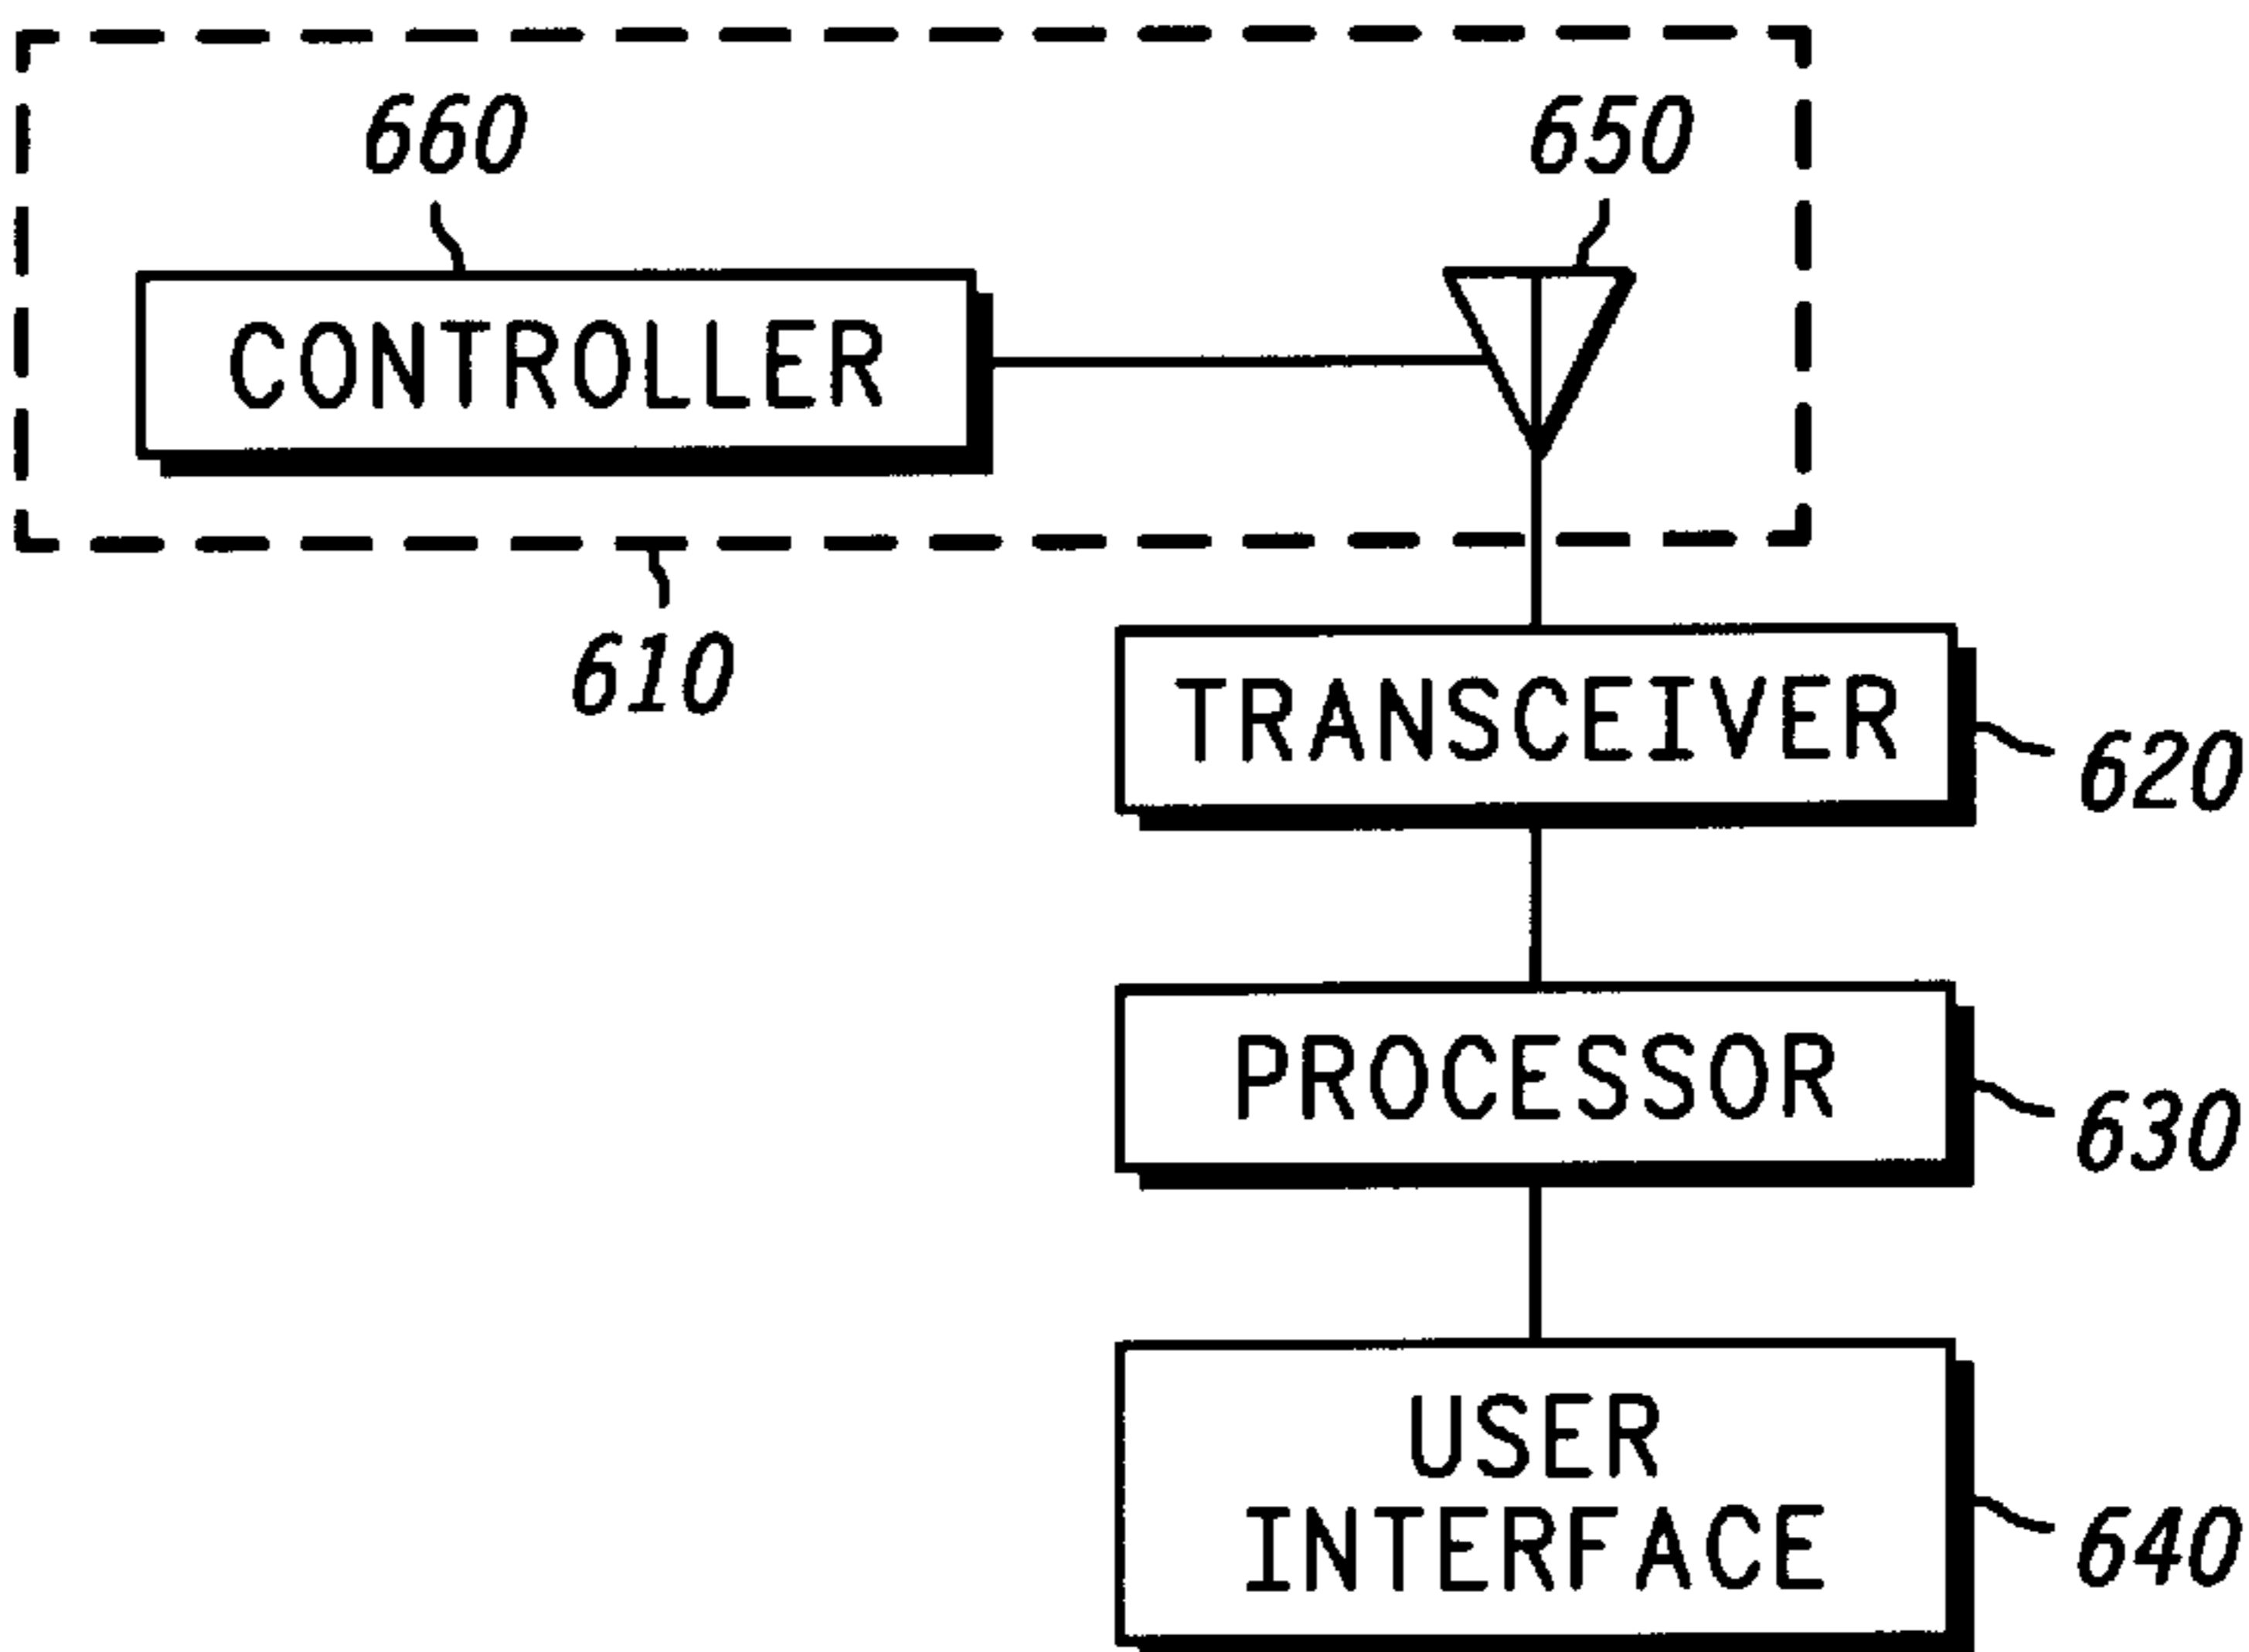 660
650
CONTROLLER
610
TRANSCEIVER
620
PROCESSOR
630
USER
INTERFACE
640